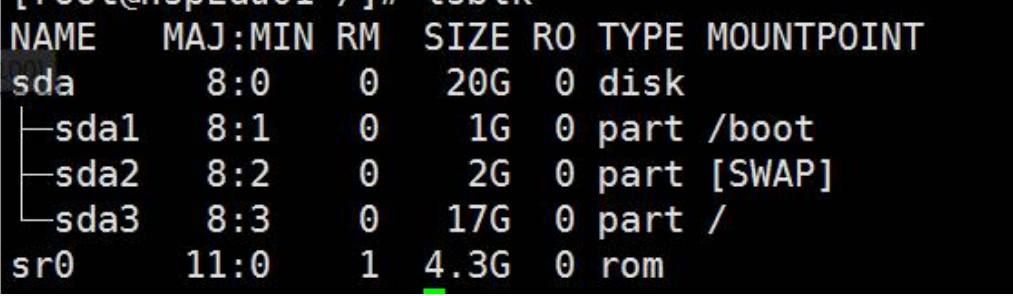 NAME   MAJ:MIN RM  SIZE RO TYPE MOUNTPOINT
sda      8:0    0   20G  0 disk
├─sda1   8:1    0    1G  0 part /boot
├─sda2   8:2    0    2G  0 part [SWAP]
└─sda3   8:3    0   17G  0 part /
sr0     11:0    1  4.3G  0 rom